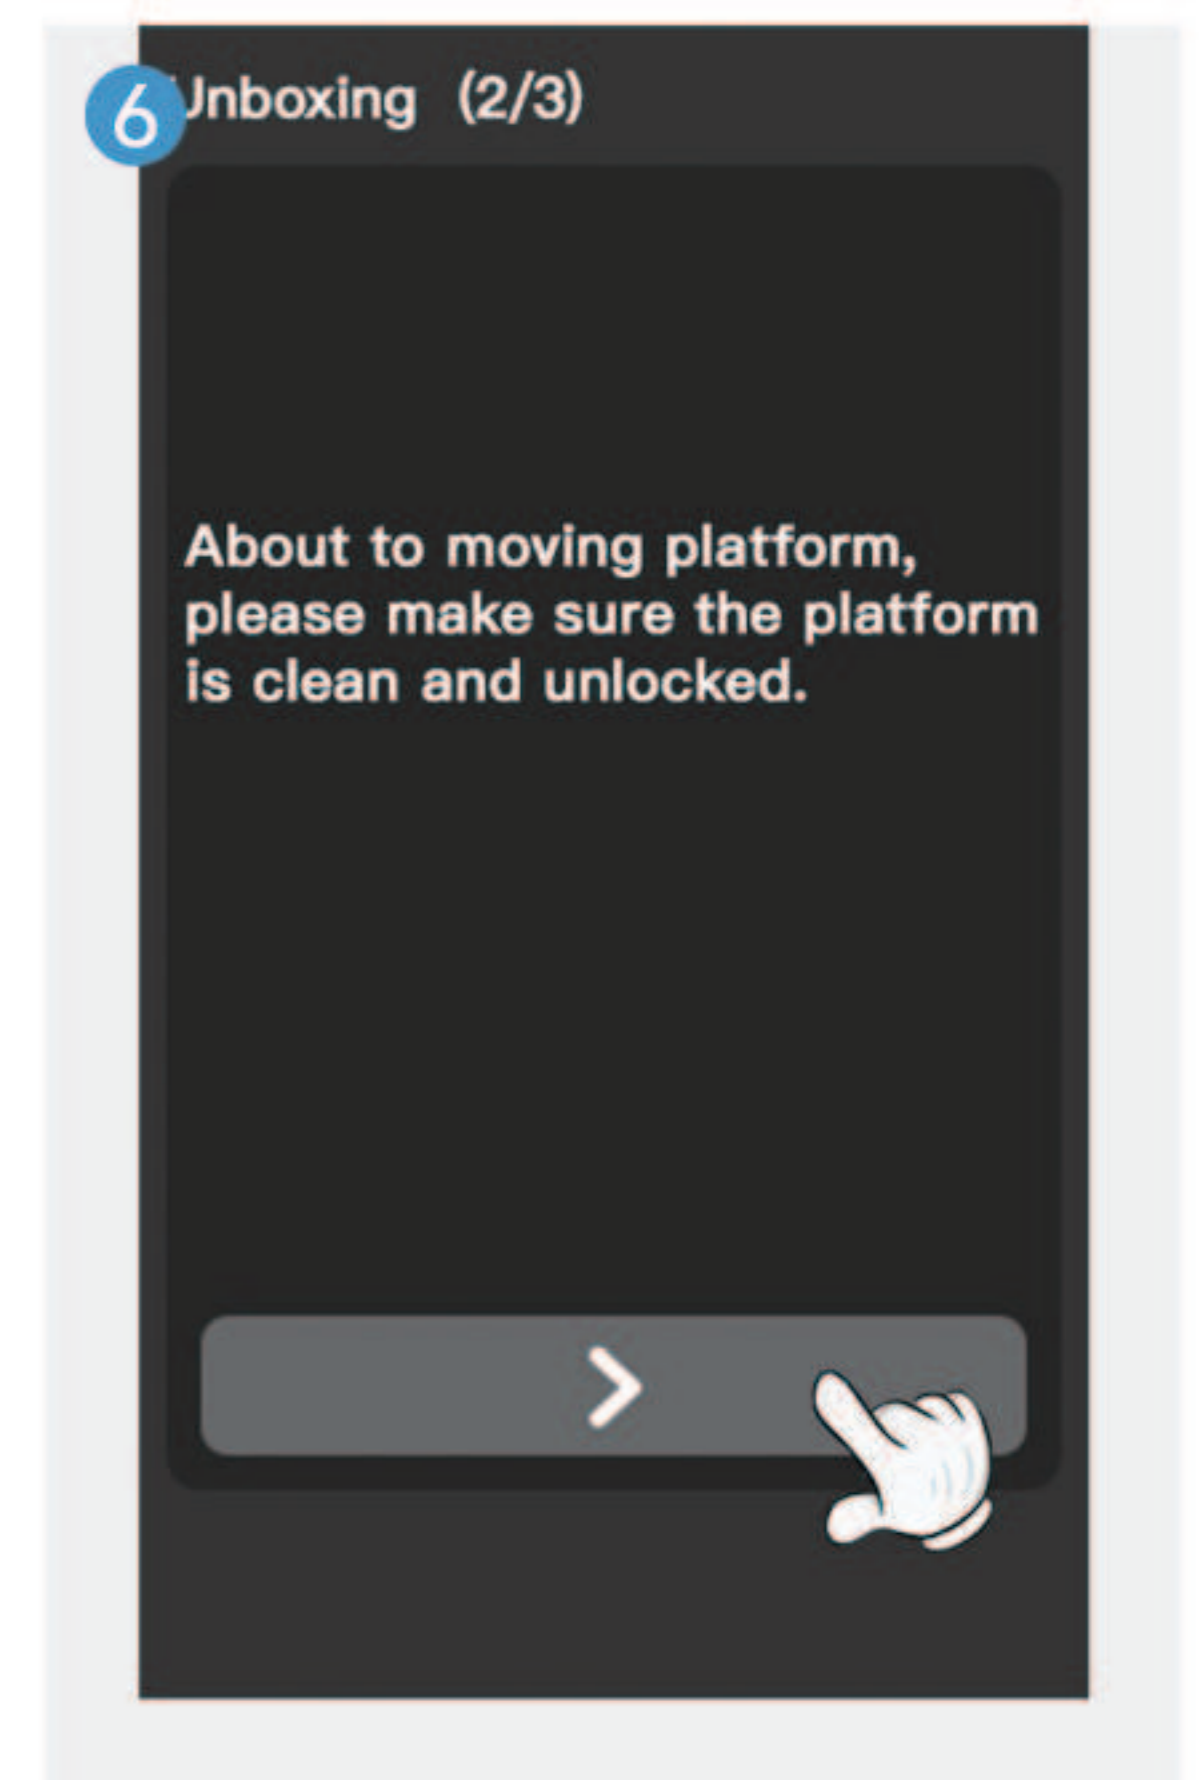 6
Unboxing (2/3)
About to moving platform,
please make sure the platform
is clean and unlocked.